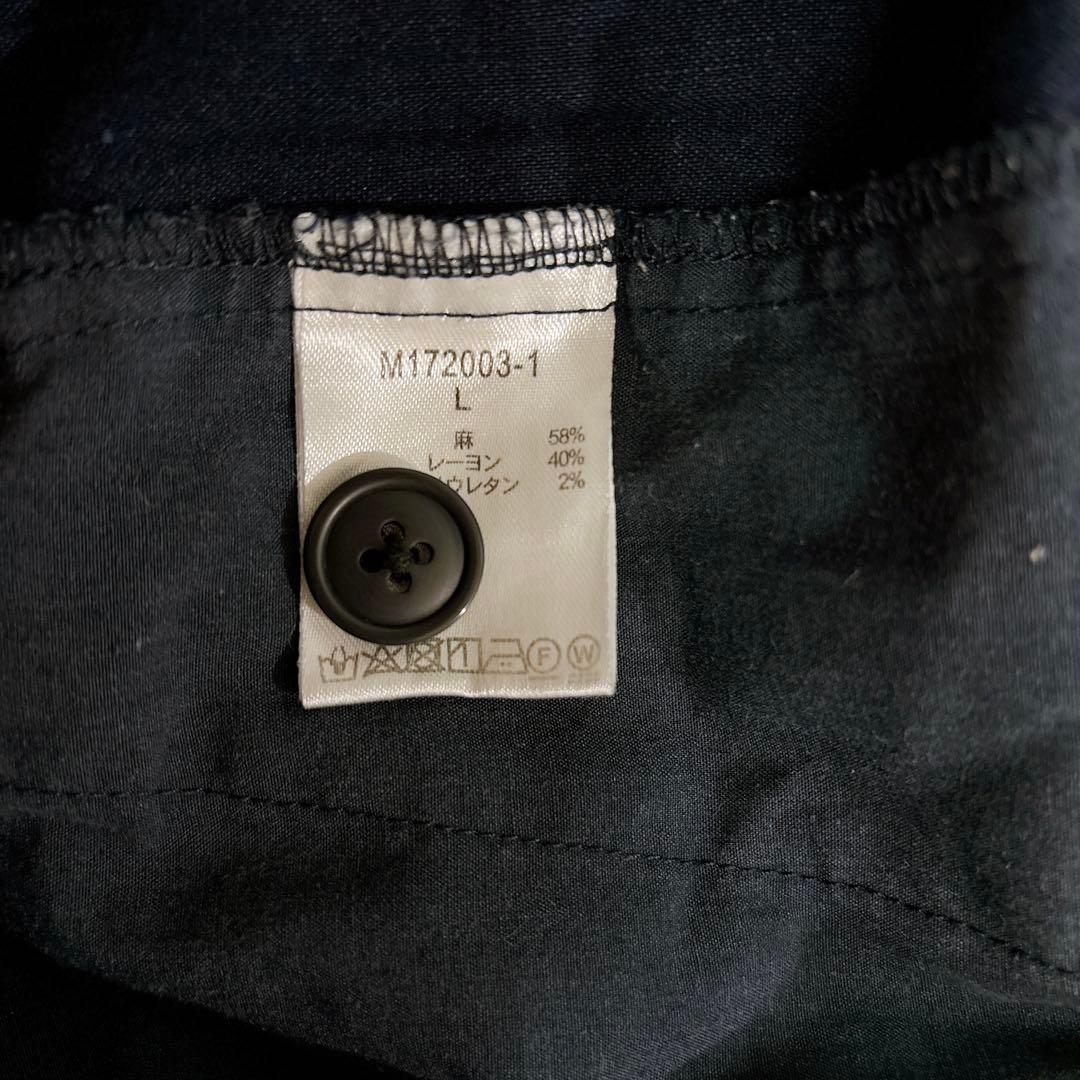 M172003-1
L
麻 58%
レーヨン 40%
ウレタン 2%
F W